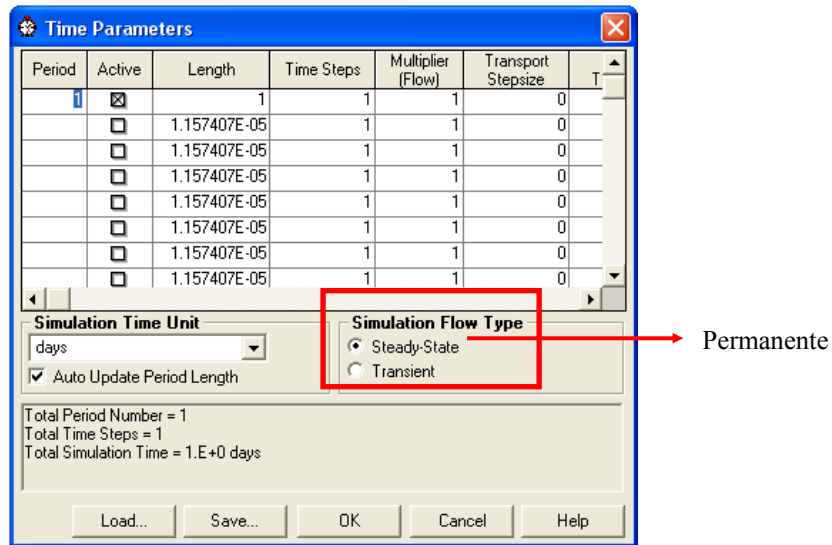 Time Parameters
Period Active Length Time Steps Multiplier (Flow) Transport Stepsize T
1 1 1 1 0
1.157407E-05 1 1 0
1.157407E-05 1 1 0
1.157407E-05 1 1 0
1.157407E-05 1 1 0
1.157407E-05 1 1 0
1.157407E-05 1 1 0
1.157407E-05 1 1 0
Simulation Time Unit
days
Auto Update Period Length
Simulation Flow Type
Steady-State
Transient
Permanente
Total Period Number = 1
Total Time Steps = 1
Total Simulation Time = 1.E+0 days
Load... Save... OK Cancel Help